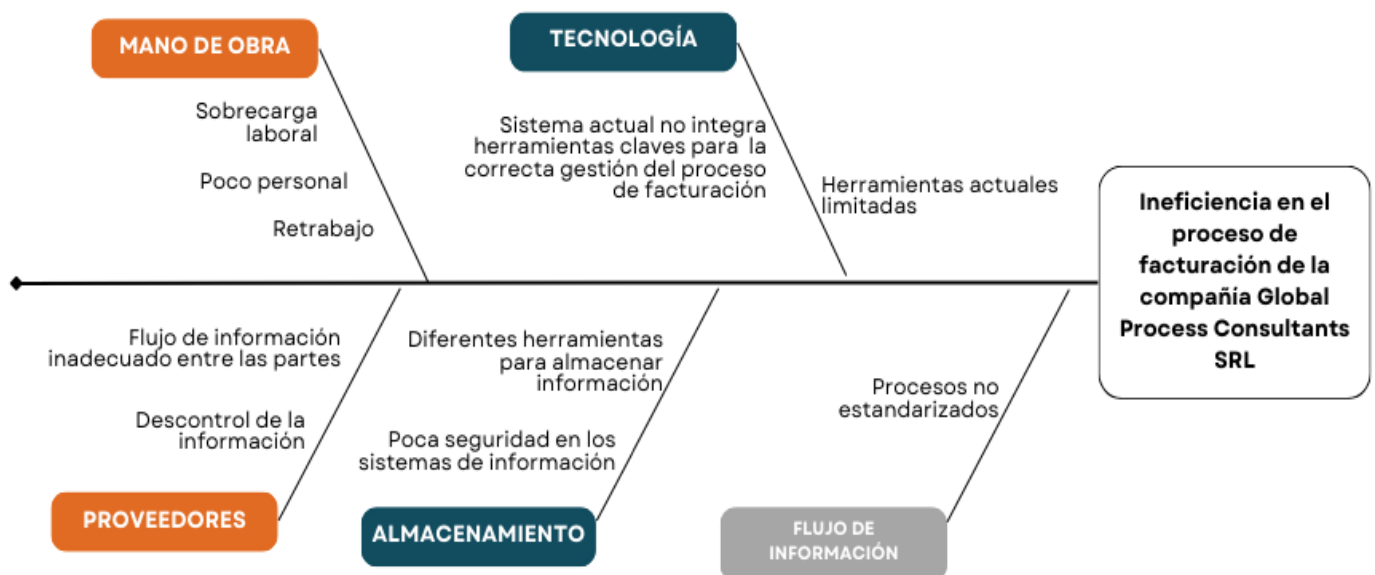 MANO DE OBRA
Sobrecarga
laboral
Poco personal
Retrabajo
TECNOLOGÍA
Sistema actual no integra
herramientas claves para la
correcta gestión del proceso
de facturación
Herramientas actuales
limitadas
Ineficiencia en el
proceso de
facturación de la
compañía Global
Process Consultants
SRL
Flujo de información
inadecuado entre las partes
Descontrol de la
información
PROVEEDORES
Diferentes herramientas
para almacenar
información
Poca seguridad en los
sistemas de información
ALMACENAMIENTO
Procesos no
estandarizados
FLUJO DE
INFORMACIÓN